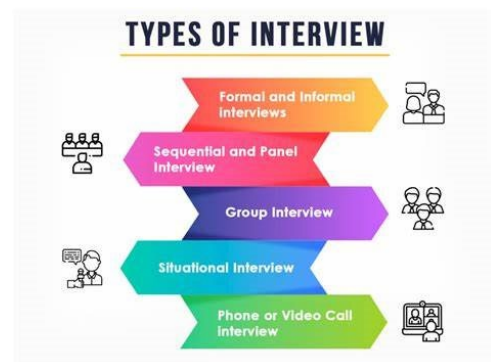 TYPES OF INTERVIEW
Formal and Informal
interviews
Sequential and Panel
Interview
Group Interview
Situational Interview
Phone or Video Call
interview